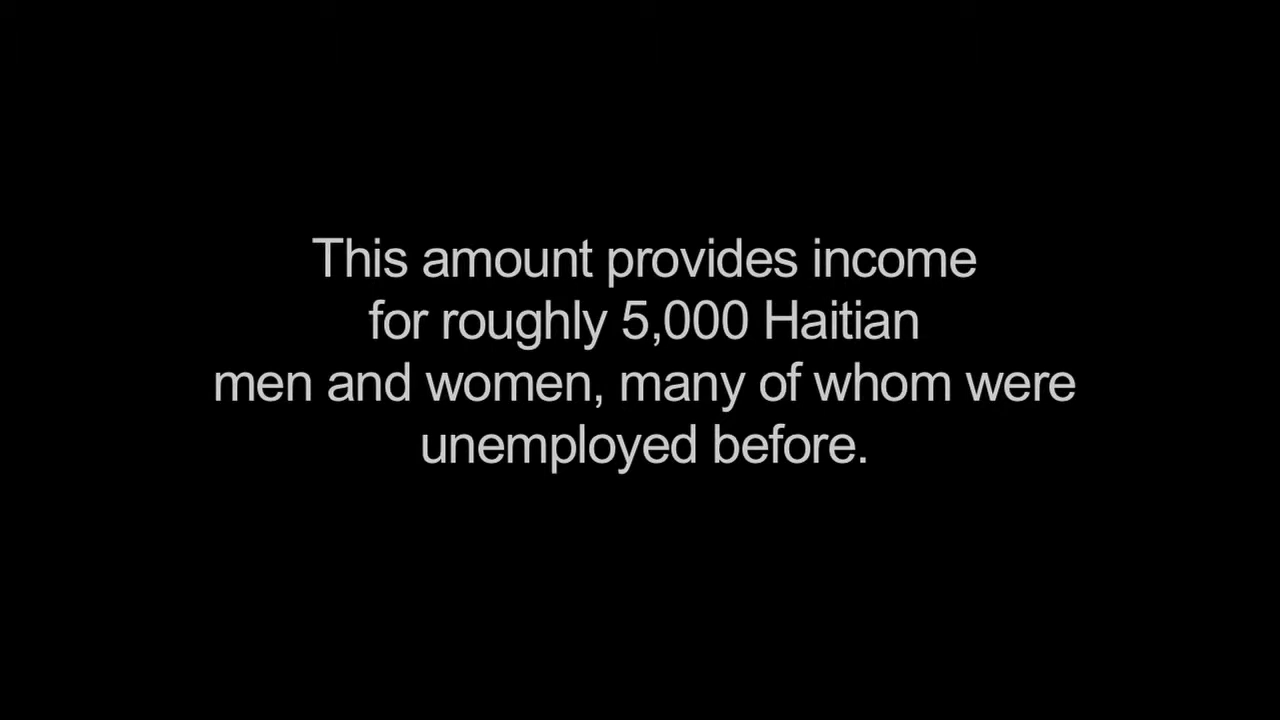 This amount provides income
for roughly 5,000 Haitian
men and women, many of whom were
unemployed before.